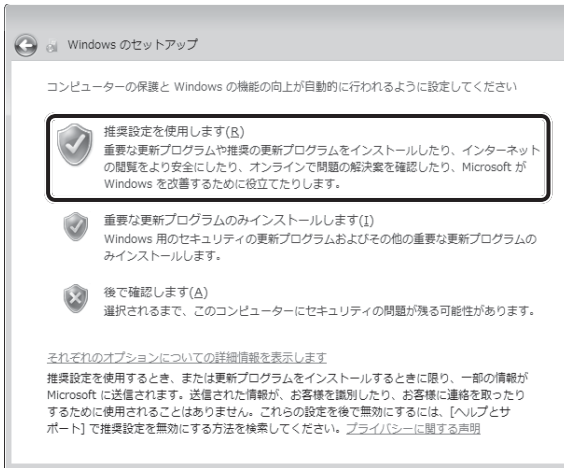 Windows のセットアップ
コンピューターの保護と Windows の機能の向上が自動的に行われるように設定してください
推奨設定を使用します(R)
重要な更新プログラムや推奨の更新プログラムをインストールしたり、インターネット
の閲覧をより安全にしたり、オンラインで問題の解決案を確認したり、Microsoft が
Windows を改善するために役立てたりします。
重要な更新プログラムのみインストールします(I)
Windows 用のセキュリティの更新プログラムおよびその他の重要な更新プログラムの
みインストールします。
後で確認します(A)
選択されるまで、このコンピューターにセキュリティの問題が残る可能性があります。
それぞれのオプションについての詳細情報を表示します
推奨設定を使用するとき、または更新プログラムをインストールするときに限り、一部の情報が
Microsoft に送信されます。送信された情報が、お客様を識別したり、お客様に連絡を取ったり
するために使用されることはありません。これらの設定を後で無効にするには、[ヘルプとサ
ポート] で推奨設定を無効にする方法を検索してください。プライバシーに関する声明